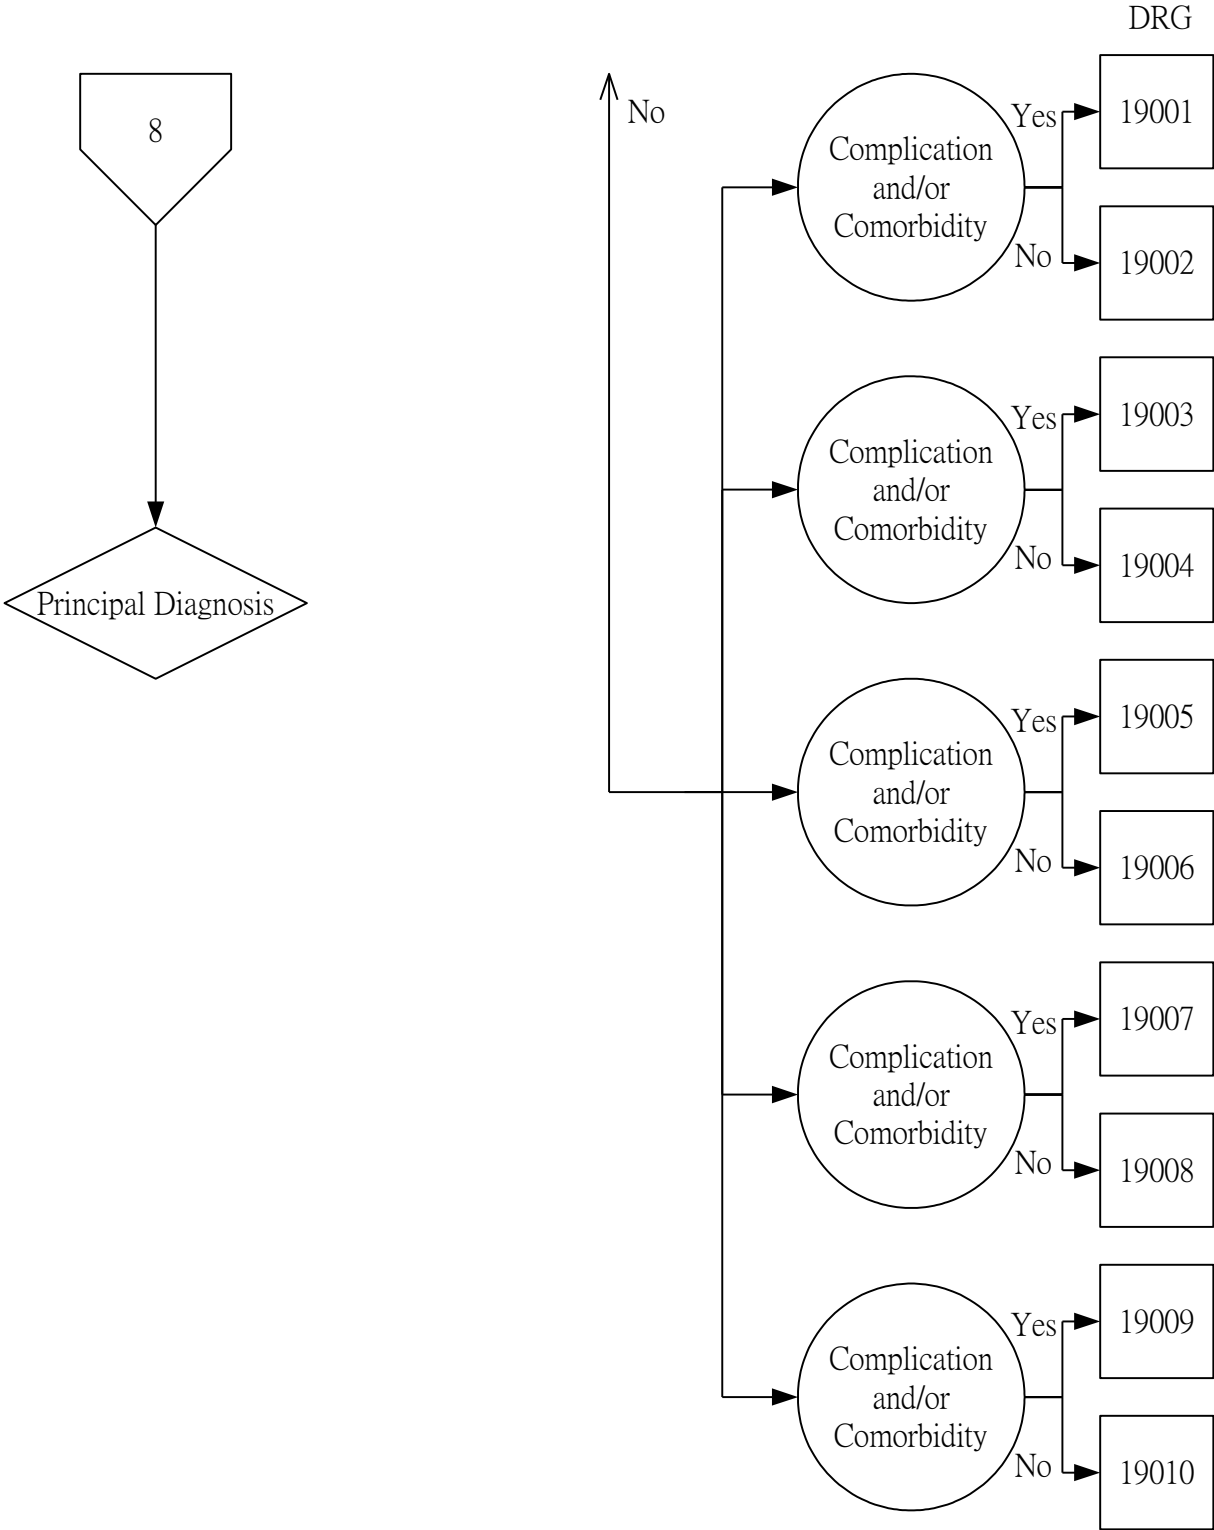 DRG
8
No
Complication
and/or
Comorbidity
Yes
19001
No
19002
Complication
and/or
Comorbidity
Yes
19003
No
19004
Principal Diagnosis
Complication
and/or
Comorbidity
Yes
19005
No
19006
Complication
and/or
Comorbidity
Yes
19007
No
19008
Complication
and/or
Comorbidity
Yes
19009
No
19010